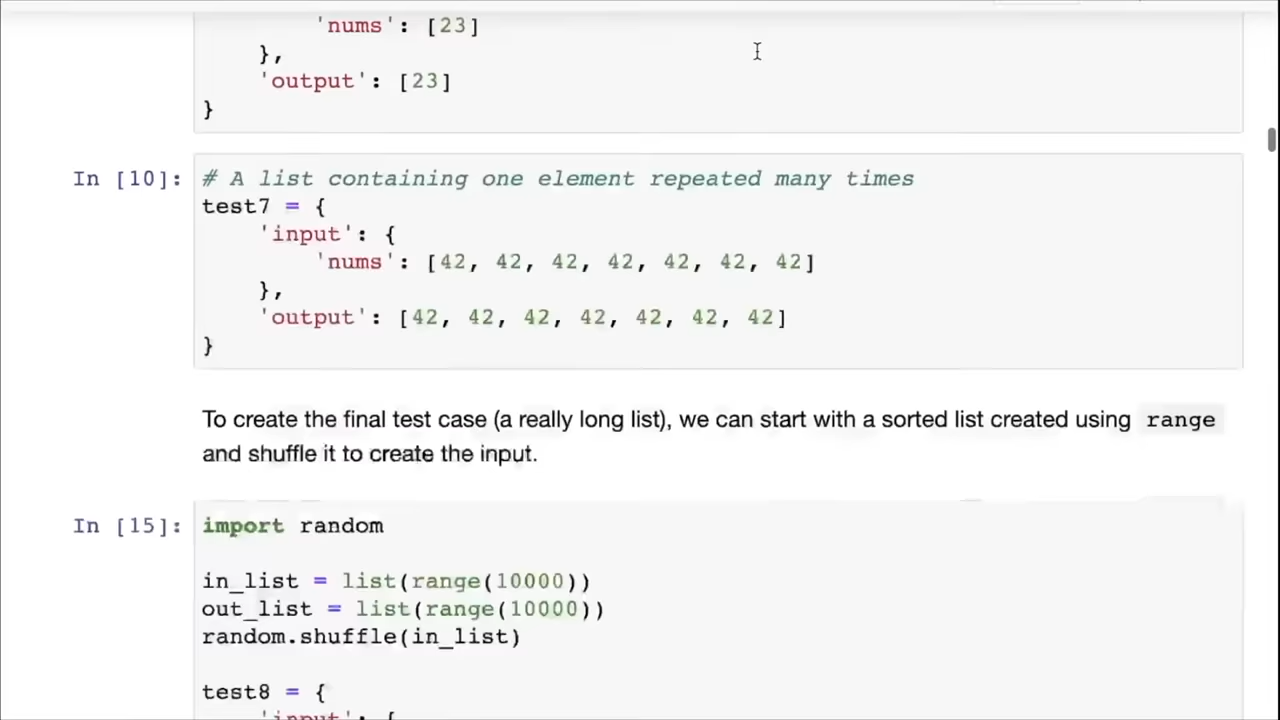 'nums': [23]
},
'output': [23]
}
In [10]: # A list containing one element repeated many times
test7 = {
'input': {
'nums': [42, 42, 42, 42, 42, 42, 42]
},
'output': [42, 42, 42, 42, 42, 42, 42]
}
To create the final test case (a really long list), we can start with a sorted list created using range
and shuffle it to create the input.
In [15]: import random
in_list = list(range(10000))
out_list = list(range(10000))
random.shuffle(in_list)
test8 = {
'input': {